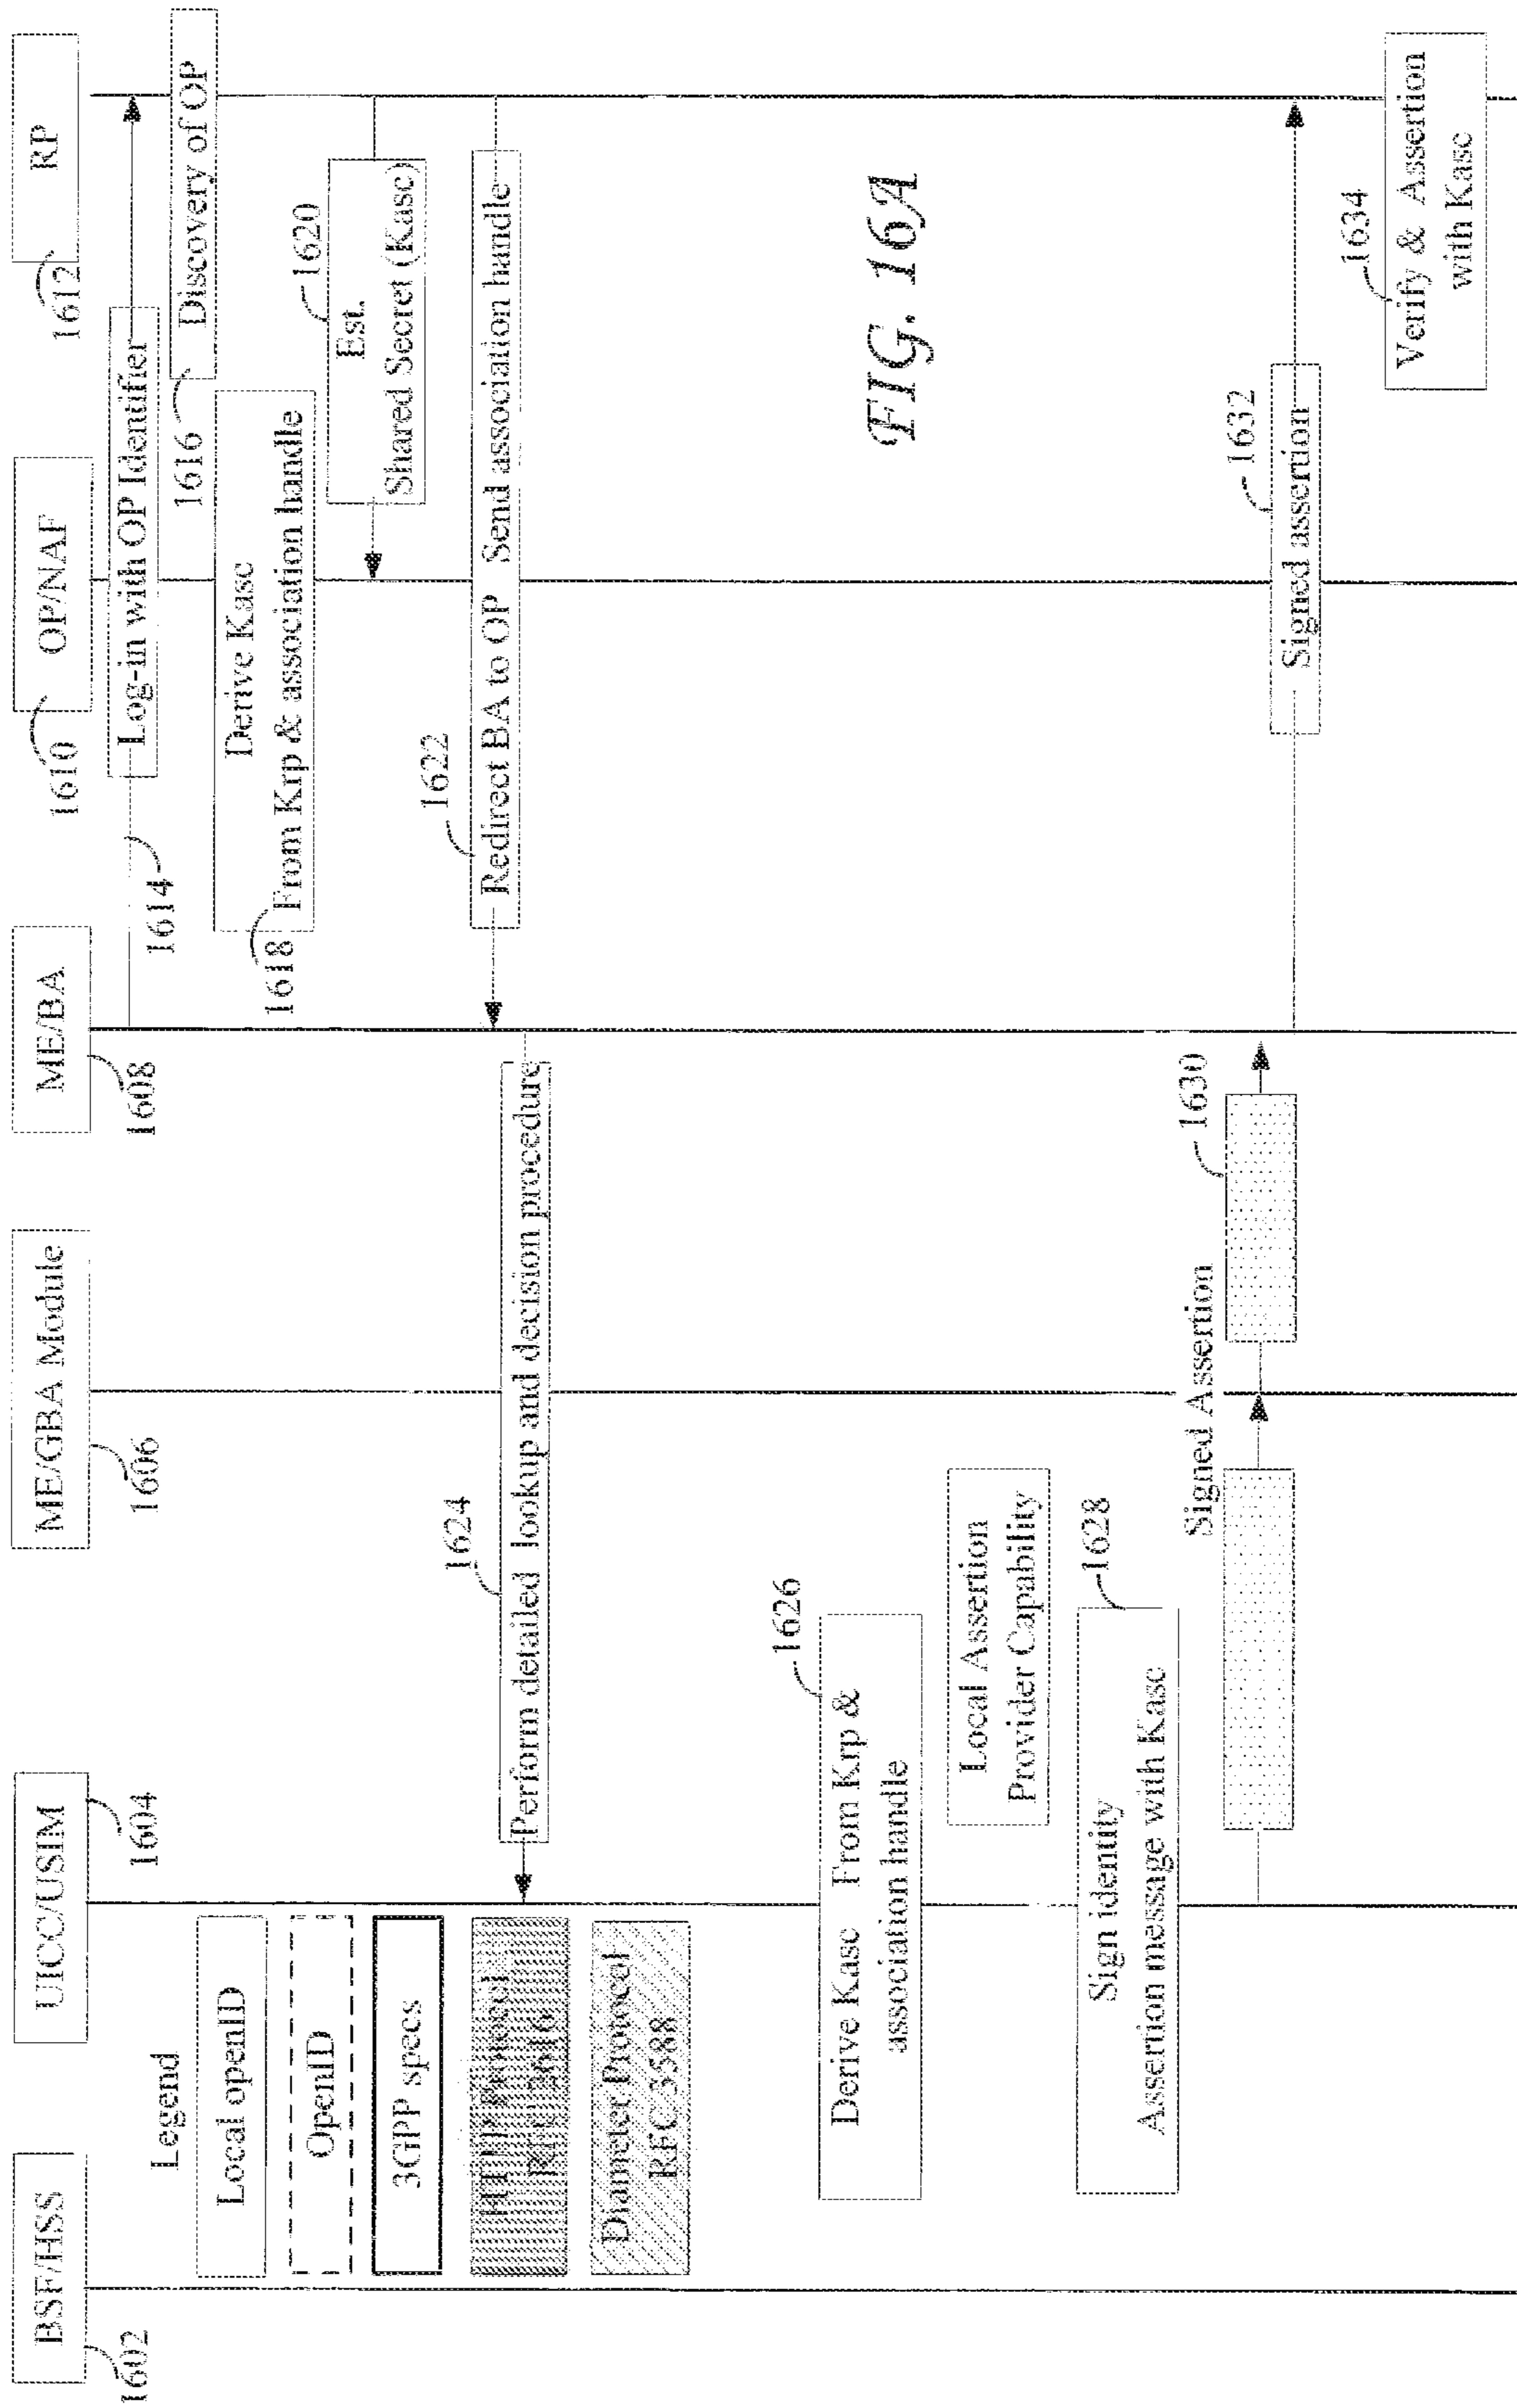 BSF/HSS
1602
UICC/USIM
1604
ME/GBA Module
1606
ME/BA
1608
OP/NAF
1610
RP
1612
Legend
Local openID
OpenID
3GPP specs
HTTP Protocol
RFC 2616
Diameter Protocol
RFC 3588
1614
Log-in with OP Identifier
1616
Discovery of OP
1618
Derive Kasc
From Krp & association handle
1620
Est.
Shared Secret (Kasc)
1622
Redirect BA to OP Send association handle
1624
Perform detailed lookup and decision procedure
1626
Derive Kasc From Krp &
association handle
Local Assertion
Provider Capability
1628
Sign identity
Assertion message with Kasc
Signed Assertion
1630
1632
Signed assertion
1634
Verify & Assertion
with Kasc
FIG. 16A